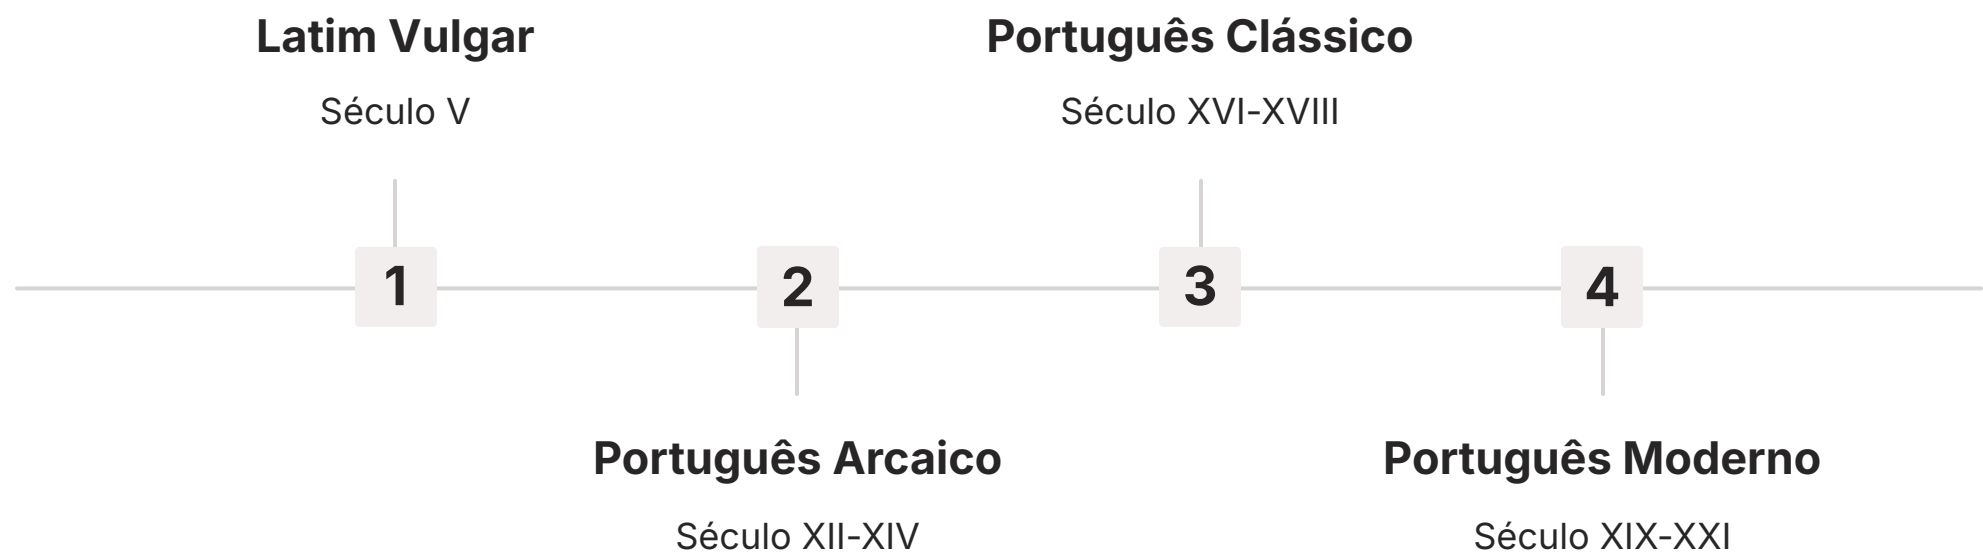 Latim Vulgar
Século V
1
2
Português Arcaico
Século XII-XIV
Português Clássico
Século XVI-XVIII
3
4
Português Moderno
Século XIX-XXI